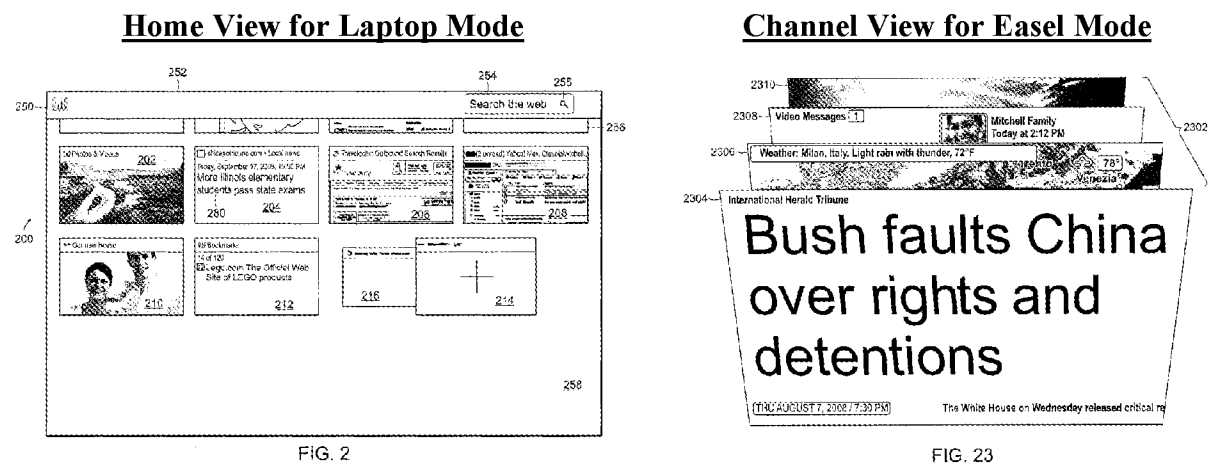 Home View for Laptop Mode
Channel View for Easel Mode
252
254
255
250
Search the web
256
Photos & Videos
202
More Illinois elementary
students pass state exams
280
204
206
208
200
Our new house
Bookmarks
14 of 120
Lego.com The Official Web
Site of LEGO products
210
212
216
214
258
FIG. 2
2310
2308
Video Messages 1
Mitchell Family
Today at 2:12 PM
2302
2306
Weather: Milan, Italy. Light rain with thunder, 72°F
78°
Venezia
2304
International Herald Tribune
Bush faults China
over rights and
detentions
THU AUGUST 7, 2008 / 7:30 PM
The White House on Wednesday released critical re
FIG. 23